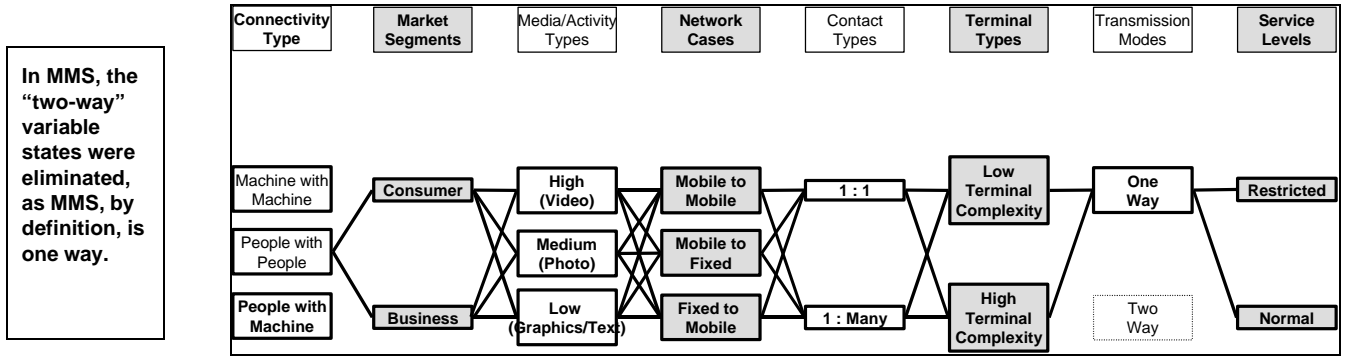 In MMS, the
“two-way”
variable
states were
eliminated,
as MMS, by
definition, is
one way.
Connectivity
Type
Market
Segments
Media/Activity
Types
Network
Cases
Contact
Types
Terminal
Types
Transmission
Modes
Service
Levels
Machine with
Machine
People with
People
People with
Machine
Consumer
Business
High
(Video)
Medium
(Photo)
Low
(Graphics/Text)
Mobile to
Mobile
Mobile to
Fixed
Fixed to
Mobile
1 : 1
1 : Many
Low
Terminal
Complexity
High
Terminal
Complexity
One
Way
Two
Way
Restricted
Normal